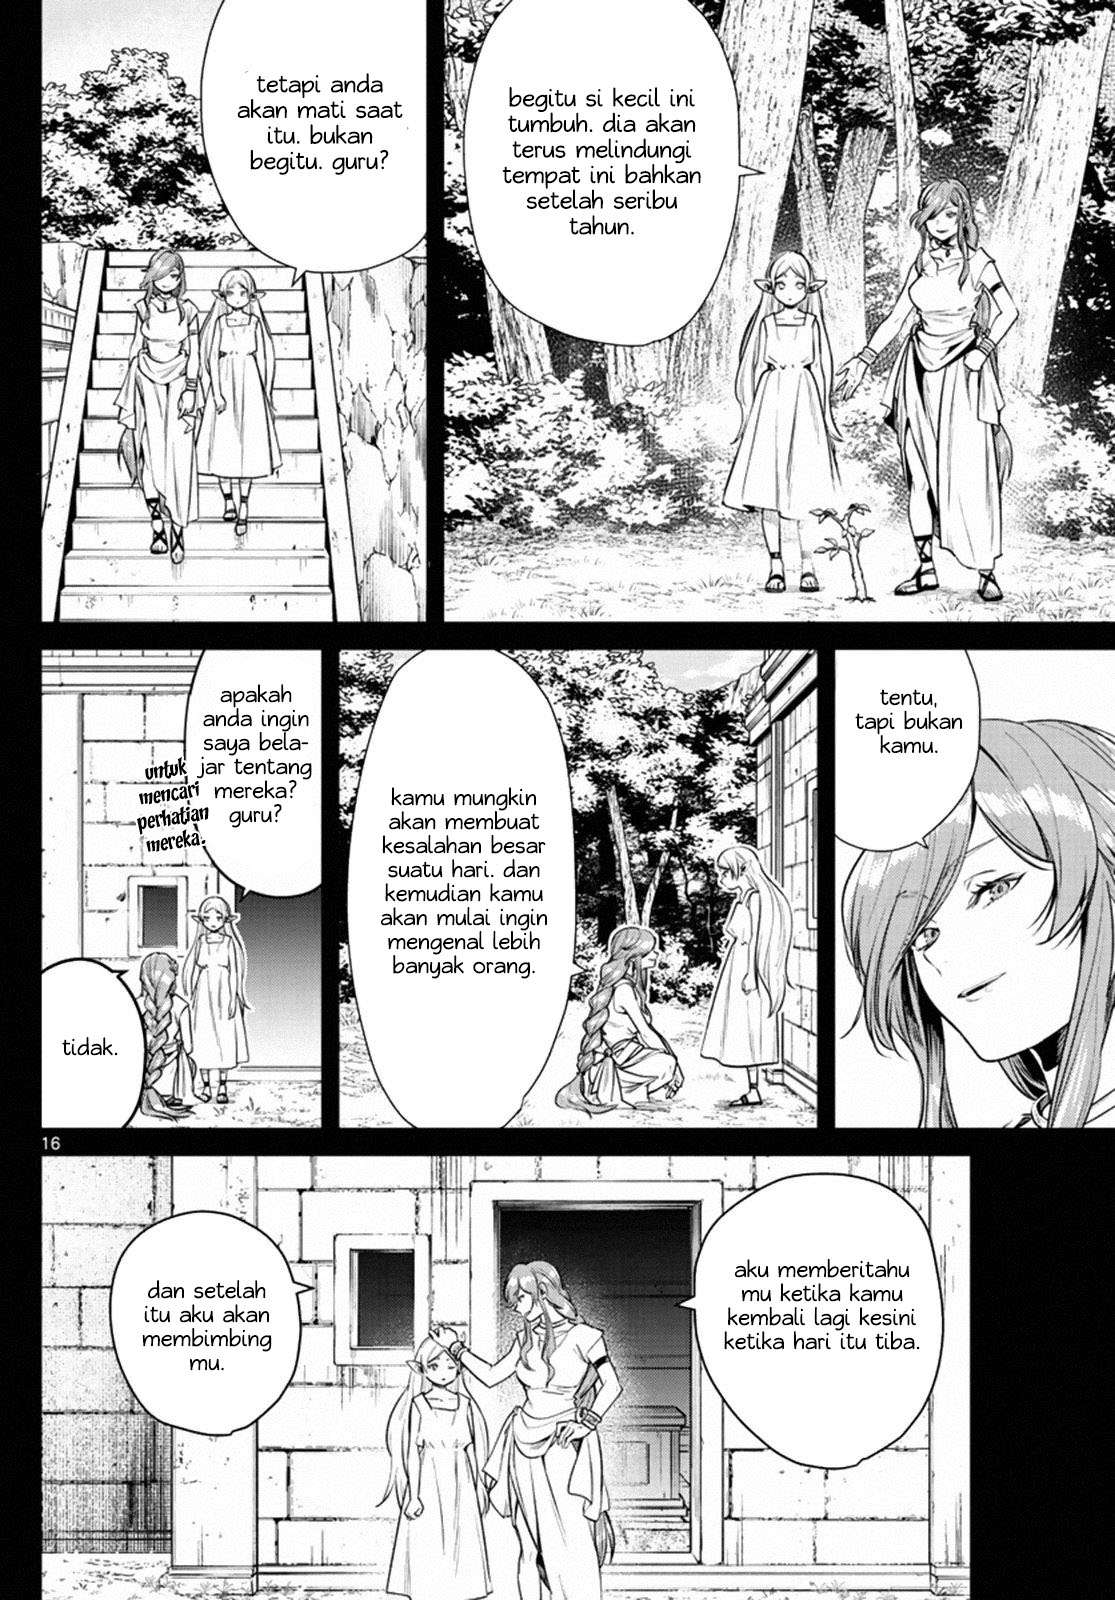 begitu si kecil ini
tumbuh. dia akan
terus melindungi
tempat ini bahkan
setelah seribu
tahun.
tetapi anda
akan mati saat
itu. bukan
begitu. guru?
tentu,
tapi bukan
kamu.
kamu mungkin
akan membuat
kesalahan besar
suatu hari. dan
kemudian kamu
akan mulai ingin
mengenal lebih
banyak orang.
apakah
anda ingin
saya bela-
jar tentang
mereka?
guru?
untuk
mencari
perhatian
mereka?
tidak.
16
aku memberitahu
mu ketika kamu
kembali lagi kesini
ketika hari itu tiba.
dan setelah
itu aku akan
membimbing
mu.